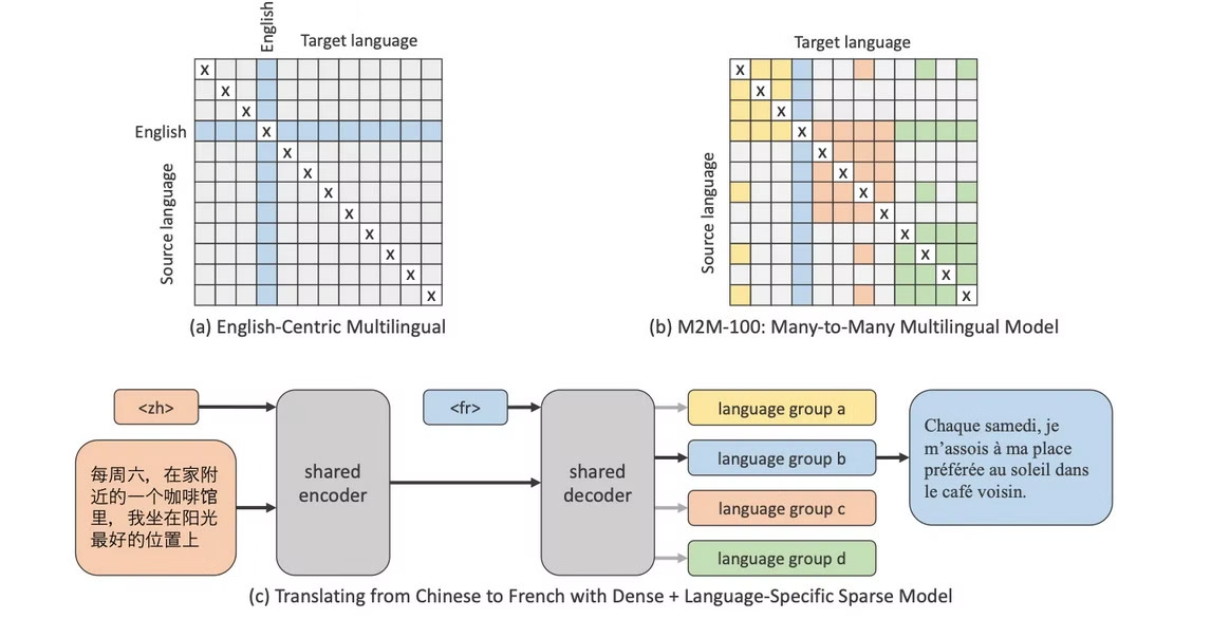 English
Target language
X
X
X
English
X
X
X
X
X
X
X
X
X
Source language
(a) English-Centric Multilingual
Target language
X
X
X
X
X
X
X
X
X
X
X
X
Source language
(b) M2M-100: Many-to-Many Multilingual Model
<zh>
每周六，在家附
近的一个咖啡馆
里，我坐在阳光
最好的位置上
shared
encoder
<fr>
shared
decoder
language group a
language group b
language group c
language group d
Chaque samedi, je
m’assois à ma place
préférée au soleil dans
le café voisin.
(c) Translating from Chinese to French with Dense + Language-Specific Sparse Model